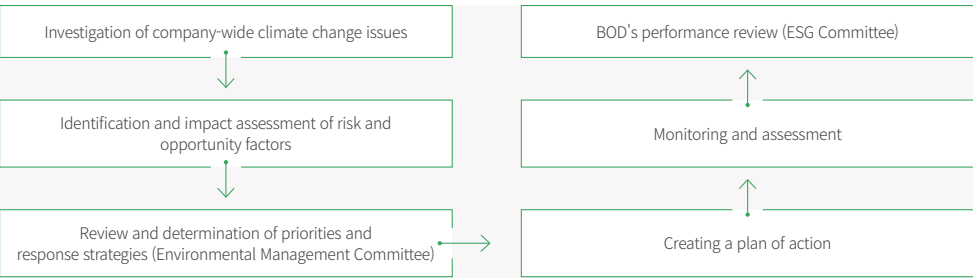 Investigation of company-wide climate change issues
Identification and impact assessment of risk and
opportunity factors
Review and determination of priorities and
response strategies (Environmental Management Committee)
Creating a plan of action
Monitoring and assessment
BOD's performance review (ESG Committee)